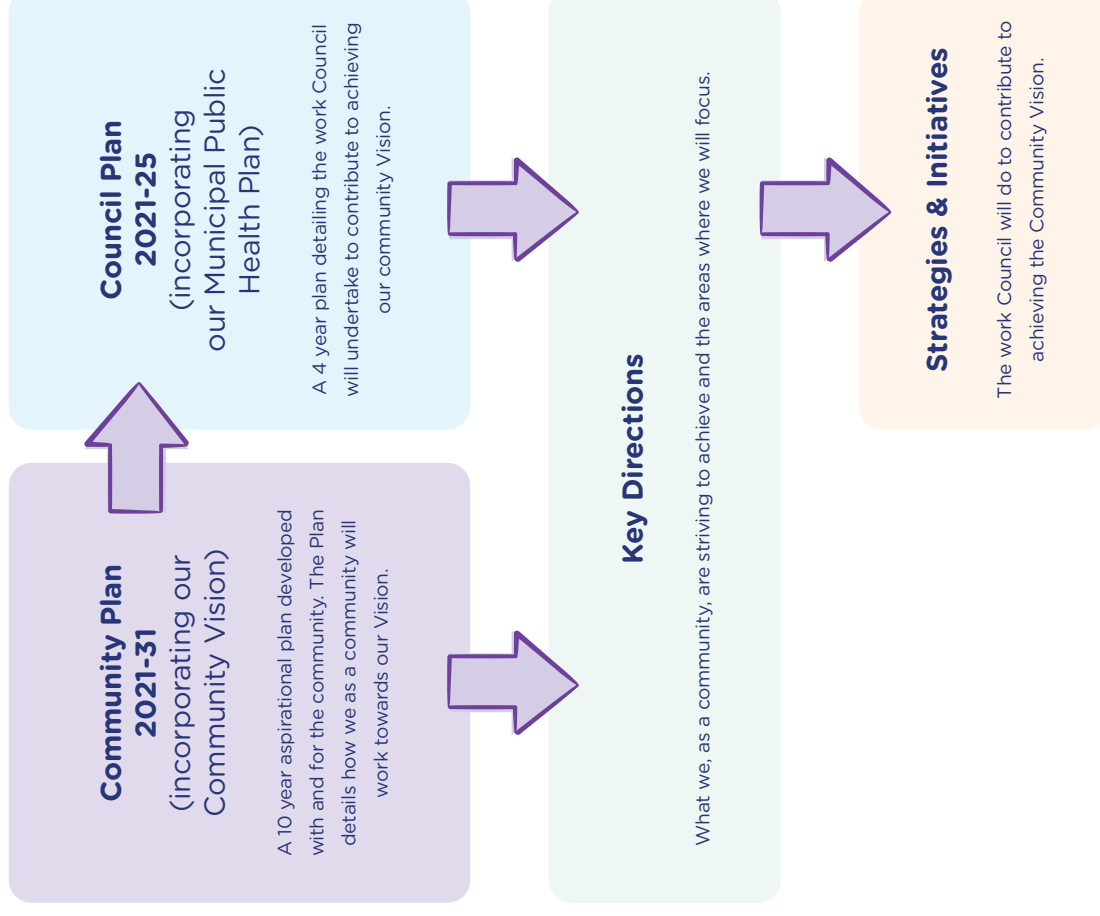 Community Plan
2021-31
(incorporating our
Community Vision)
A 10 year aspirational plan developed
with and for the community. The Plan
details how we as a community will
work towards our Vision.
Council Plan
2021-25
(incorporating
our Municipal Public
Health Plan)
A 4 year plan detailing the work Council
will undertake to contribute to achieving
our community Vision.
Key Directions
What we, as a community, are striving to achieve and the areas where we will focus.
Strategies & Initiatives
The work Council will do to contribute to
achieving the Community Vision.